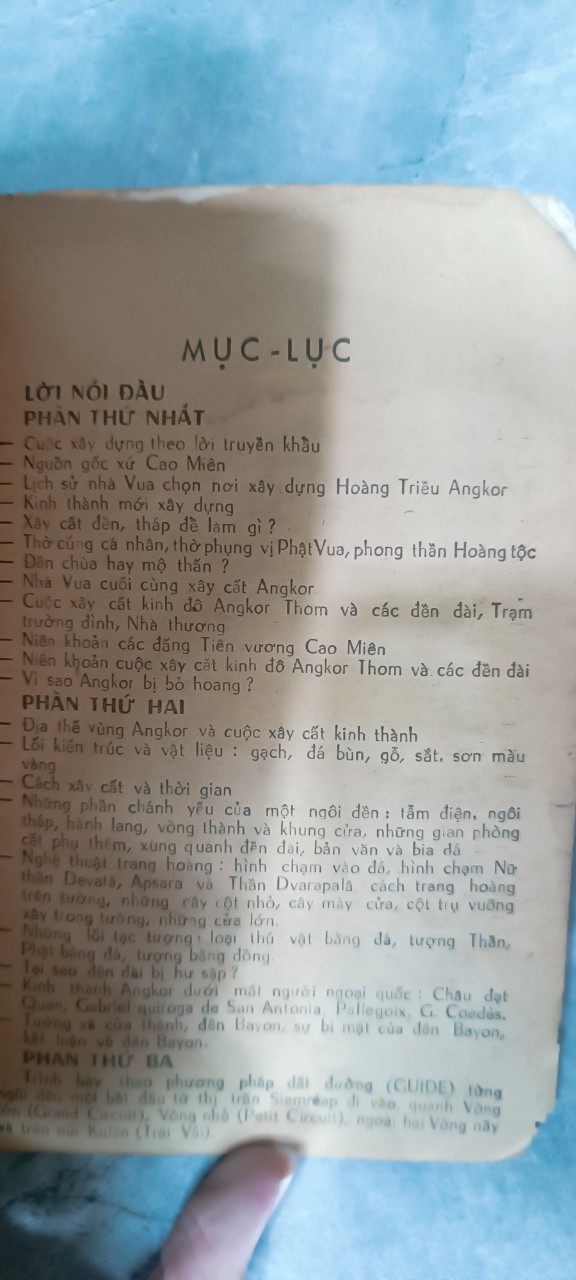 MỤC-LỤC
LỜI NÓI ĐẦU
PHẦN THỨ NHẤT
— Cuộc xây dựng theo lời truyền khẩu
— Nguồn gốc xứ Cao Miên
— Lịch sử nhà Vua chọn nơi xây dựng Hoàng Triều Angkor
— Kinh thành mới xây dựng
— Xây cất đền, tháp để làm gì ?
— Thờ cúng cá nhân, thờ phụng vị Phật Vua, phong thần Hoàng tộc
— Đền chùa hay mộ thần ?
— Nhà Vua cuối cùng xây cất Angkor
— Cuộc xây cất kinh đô Angkor Thom và các đền đài, Trạm
trưởng đình, Nhà thương
— Niên khoản các đấng Tiên vương Cao Miên
— Niên khoản cuộc xây cất kinh đô Angkor Thom và các đền đài
— Vì sao Angkor bị bỏ hoang ?
PHẦN THỨ HAI
— Địa thế vùng Angkor và cuộc xây cất kinh thành
— Lối kiến trúc và vật liệu : gạch, đá bùn, gỗ, sắt, sơn màu
vàng
— Cách xây cất và thời gian
— Những phần chánh yếu của một ngôi đền : tẩm điện, ngôi
tháp, hành lang, vòng thành và khung cửa, những gian phòng
cất phụ thêm, xung quanh đền đài, bản văn và bia đá
— Nghệ thuật trang hoàng : hình chạm vào đá, hình chạm Nữ
thần Devatâ, Apsara và Thần Dvarapalâ cách trang hoàng
trên tường, những cây cột nhỏ, cây mày cửa, cột trụ vuông
xây trong tường, những cửa lớn.
— Những lối tạc tượng : loại thú vật bằng đá, tượng Thần,
Phật bằng đá, tượng bằng đồng
— Tại sao đền đài bị hư sập ?
— Kinh thành Angkor dưới mắt người ngoại quốc : Châu đạt
Quan, Gabriel quiroga de San Antonia, Pallegoix, G. Coedès.
— Tường và cửa thành, đền Bayon, sự bí mật của đền Bayon,
kết luận về đền Bayon.
PHẦN THỨ BA
Trình bày theo phương pháp dắt đường (GUIDE) từng
ngôi đền một bắt đầu từ thị trấn Siemréap đi vào, quanh Vòng
(Grand Circuit), Vòng nhỏ (Petit Circuit), ngoài hai Vòng này
và trên núi Kulen (Trái Vải).